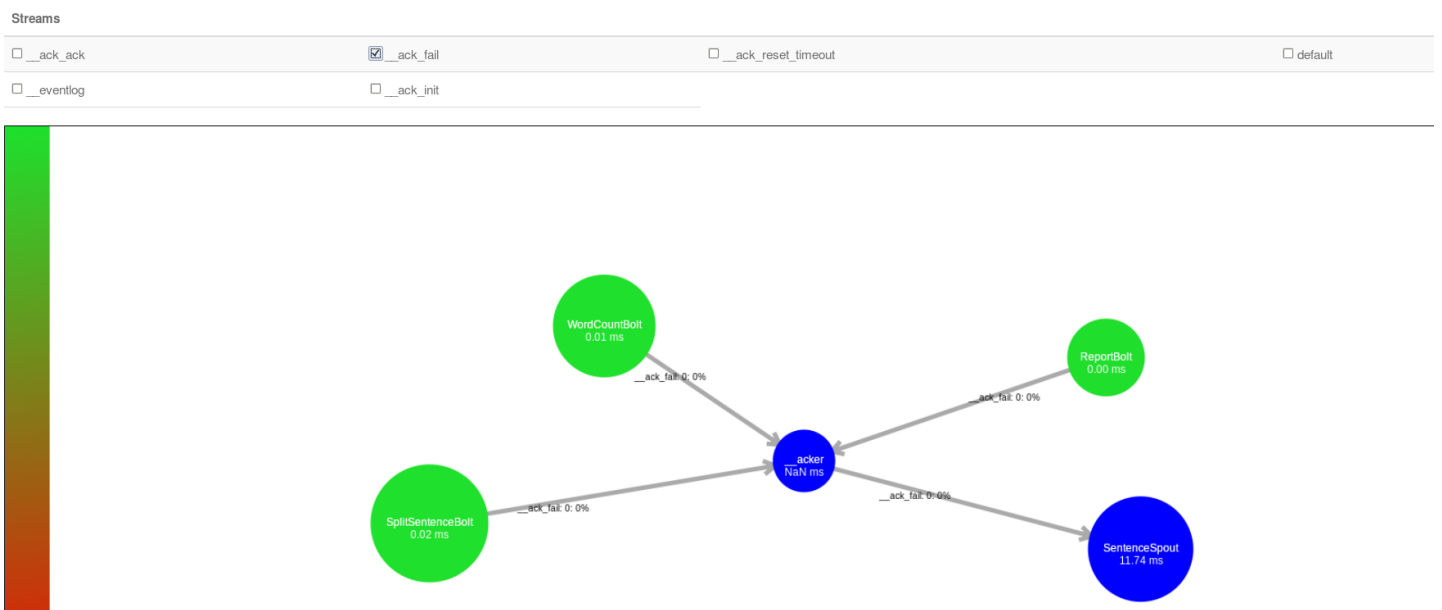 Streams
__ack_ack
__ack_fail
__ack_reset_timeout
default
__eventlog
__ack_init
WordCountBolt
0.01 ms
ReportBolt
0.00 ms
__ack_fail: 0: 0%
__ack_fail: 0: 0%
__acker
NaN ms
__ack_fail: 0: 0%
__ack_fail: 0: 0%
SplitSentenceBolt
0.02 ms
SentenceSpout
11.74 ms